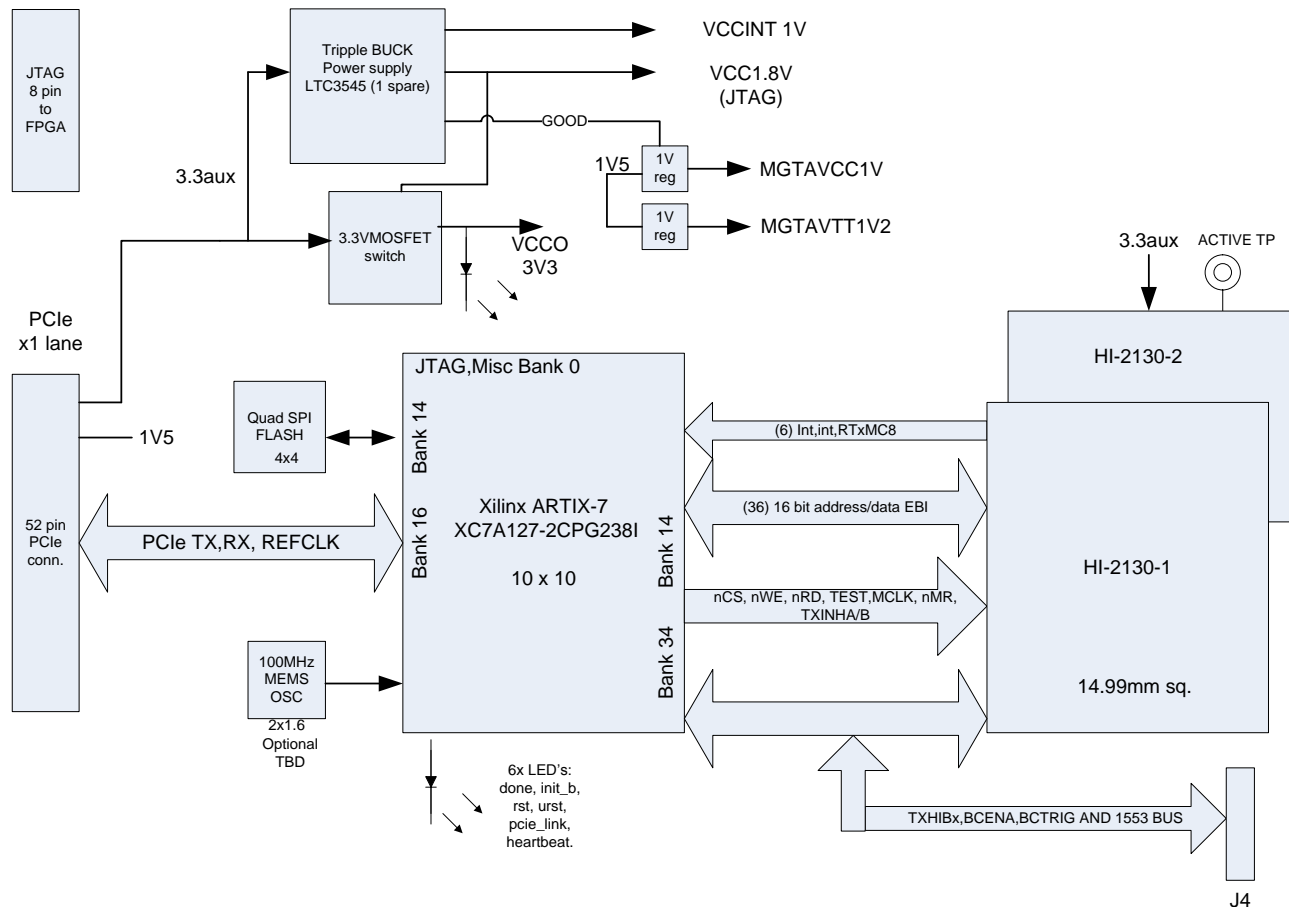 JTAG
8 pin
to
FPGA
Tripple BUCK
Power supply
LTC3545 (1 spare)
VCCINT 1V
VCC1.8V
(JTAG)
GOOD
3.3aux
1V5
1V
reg
MGTAVCC1V
1V
reg
MGTAVTT1V2
3.3VMOSFET
switch
VCCO
3V3
3.3aux
ACTIVE TP
PCIe
x1 lane
HI-2130-2
JTAG,Misc Bank 0
Quad SPI
FLASH
4x4
Bank 14
1V5
(6) Int,int,RTxMC8
52 pin
PCIe
conn.
PCIe TX,RX, REFCLK
Bank 16
Xilinx ARTIX-7
XC7A127-2CPG238I
10 x 10
Bank 14
(36) 16 bit address/data EBI
HI-2130-1
nCS, nWE, nRD, TEST,MCLK, nMR,
TXINHA/B
Bank 34
14.99mm sq.
100MHz
MEMS
OSC
2x1.6
Optional
TBD
6x LED's:
done, init_b,
rst, urst,
pcie_link,
heartbeat.
TXHIBx,BCENA,BCTRIG AND 1553 BUS
J4